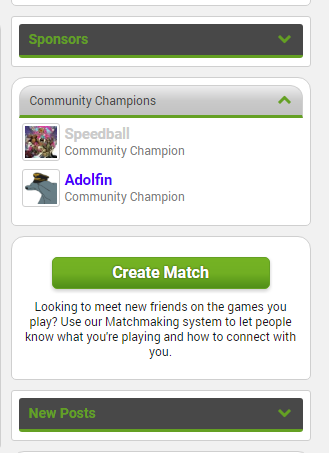 Sponsors
Community Champions
Speedball
Community Champion
Adolfin
Community Champion
Create Match
Looking to meet new friends on the games you
play? Use our Matchmaking system to let people
know what you're playing and how to connect with
you.
New Posts